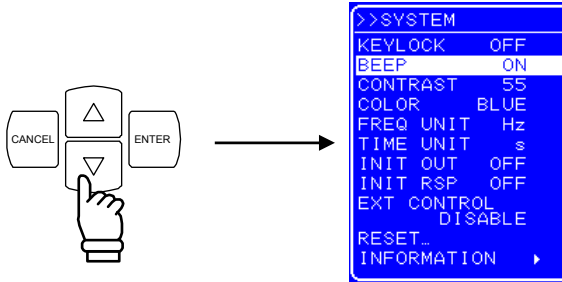 CANCEL
ENTER
>>SYSTEM
KEYLOCK OFF
BEEP ON
CONTRAST 55
COLOR BLUE
FREQ UNIT Hz
TIME UNIT s
INIT OUT OFF
INIT RSP OFF
EXT CONTROL
DISABLE
RESET…
INFORMATION